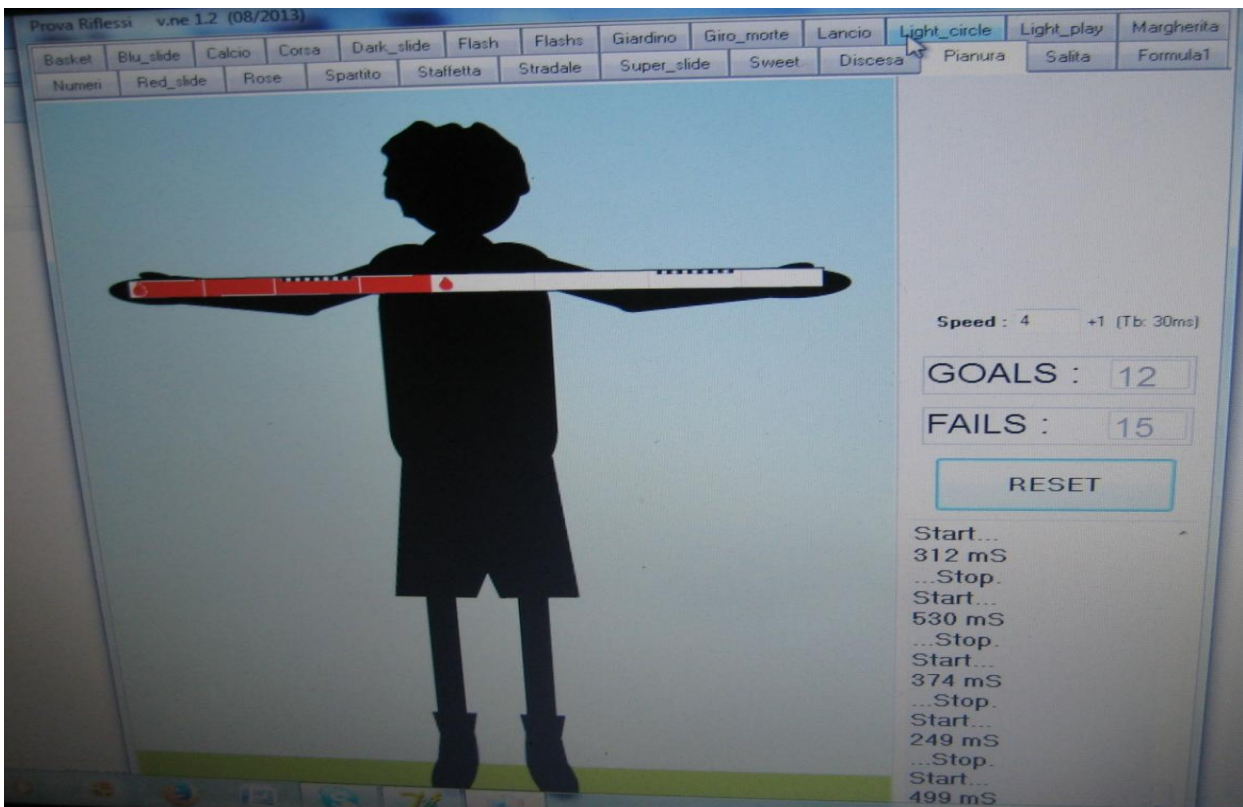 Prova Riflessi v.ne 1.2 (08/2013)
Basket Blu_slide Calcio Corsa Dark_slide Flash Flashs Giardino Giro_morte Lancio Light_circle Light_play Margherita
Numeri Red_slide Rose Spartito Staffetta Stradale Super_slide Sweet Discesa Pianura Salita Formula1
Speed : 4 +1 (Tb: 30ms)
GOALS : 12
FAILS : 15
RESET
Start...
312 mS
...Stop.
Start...
530 mS
...Stop.
Start...
374 mS
...Stop.
Start...
249 mS
...Stop.
Start...
499 mS